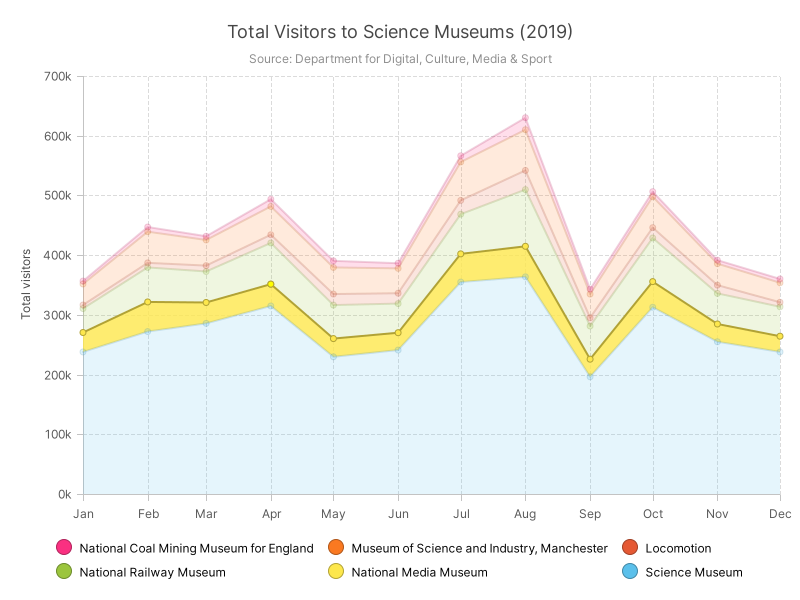 Total Visitors to Science Museums (2019)
Source: Department for Digital, Culture, Media & Sport
Total visitors
700k
600k
500k
400k
300k
200k
100k
0k
Jan Feb Mar Apr May Jun Jul Aug Sep Oct Nov Dec
National Coal Mining Museum for England Museum of Science and Industry, Manchester Locomotion
National Railway Museum National Media Museum Science Museum